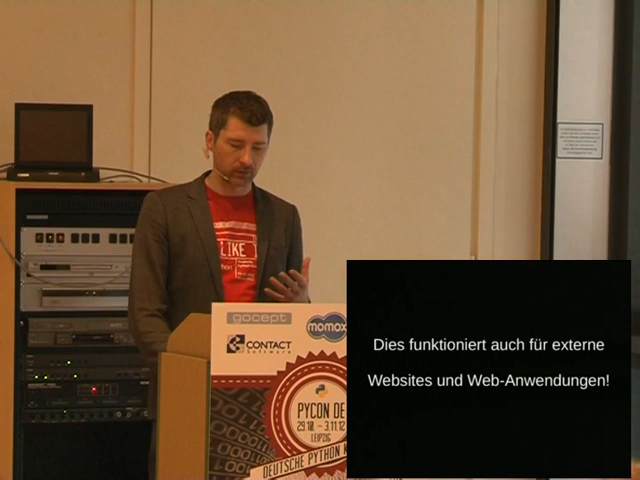 LIKE
gocept
momox
CONTACT
Software
PYCON DE
29.10. – 3.11.12
LEIPZIG
DEUTSCHE PYTHON K
Dies funktioniert auch für externe
Websites und Web-Anwendungen!